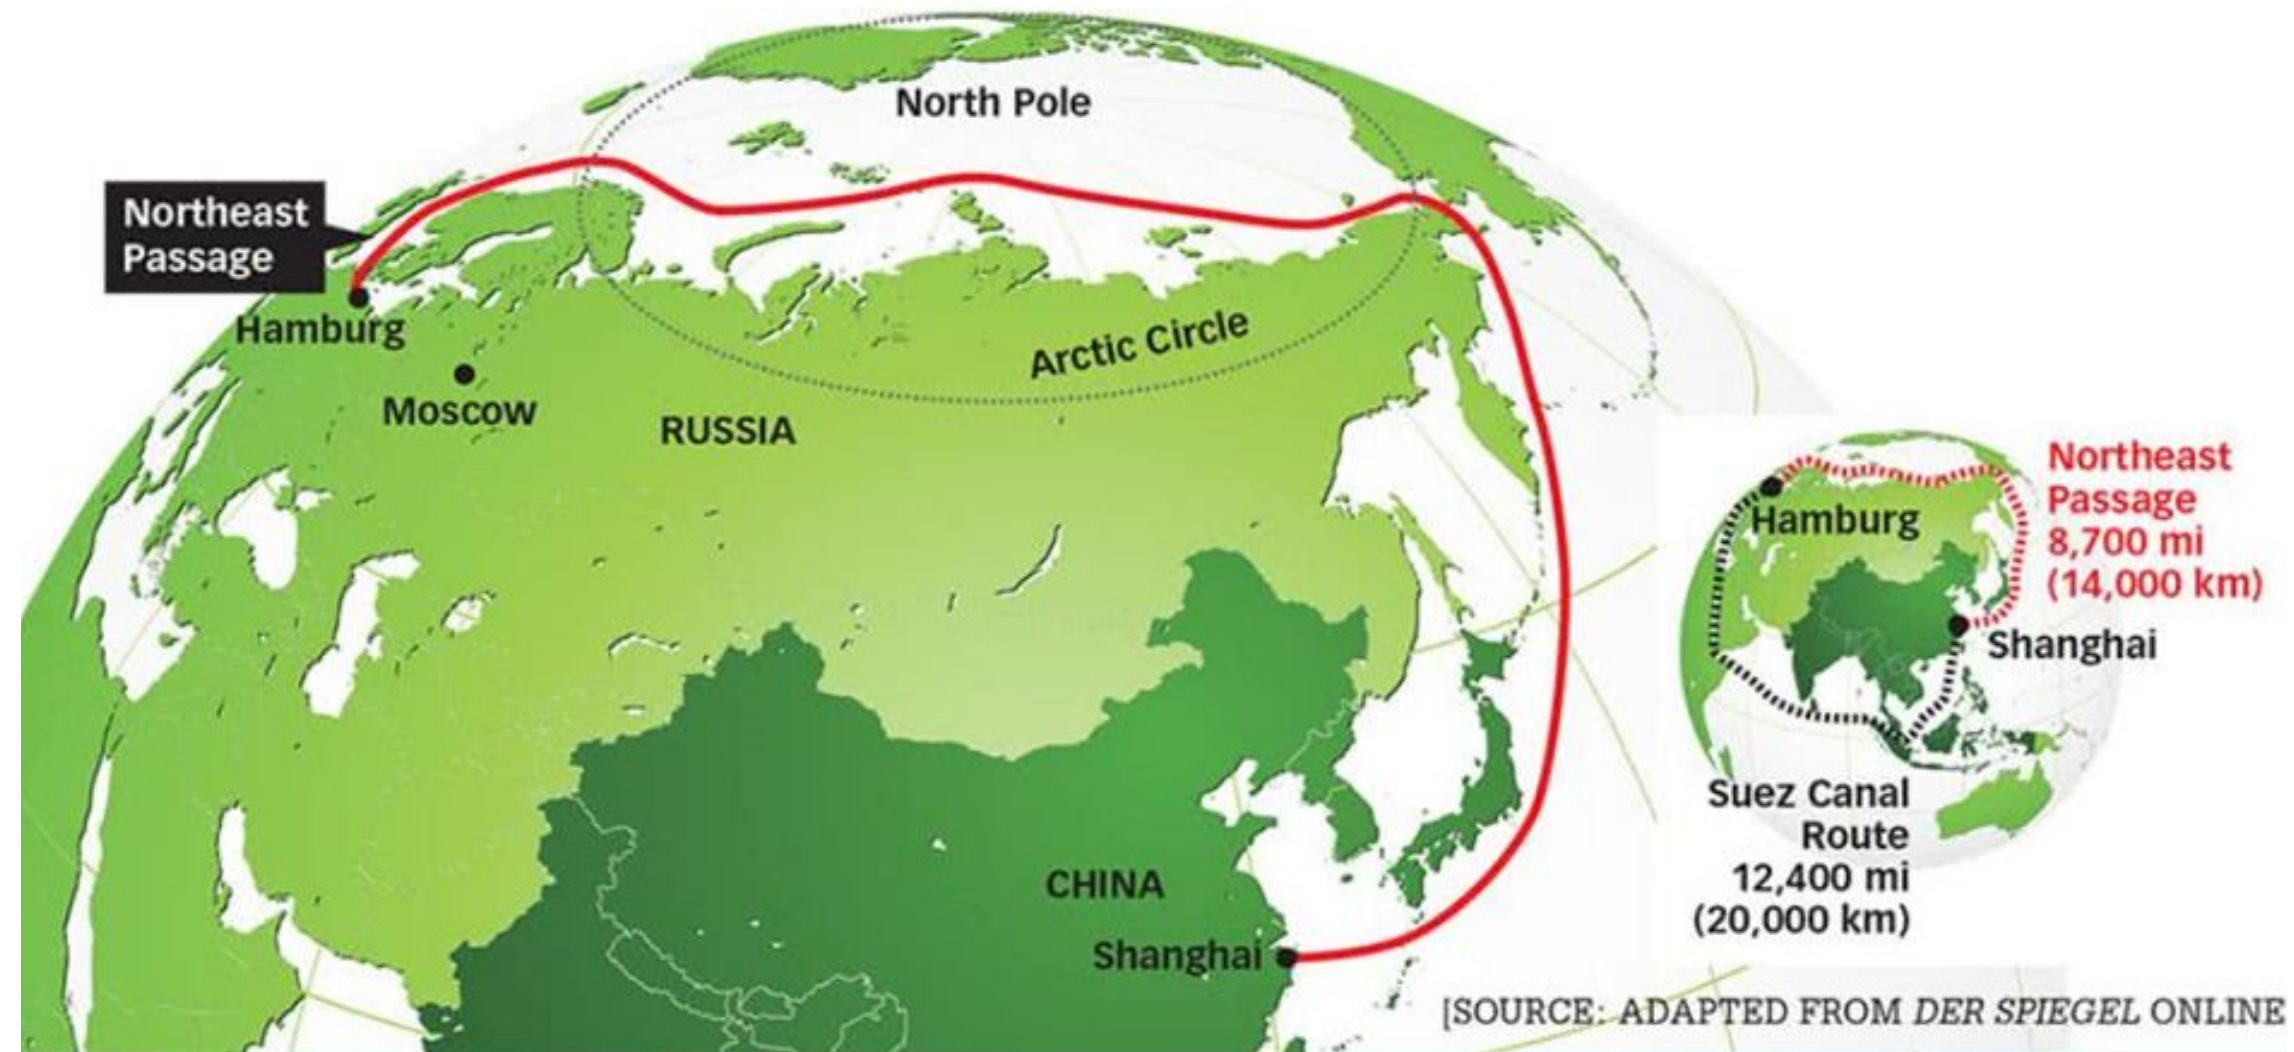 North Pole
Northeast
Passage
Hamburg
Arctic Circle
Moscow
RUSSIA
Northeast
Passage
8,700 mi
(14,000 km)
Hamburg
Shanghai
Suez Canal
Route
12,400 mi
(20,000 km)
CHINA
Shanghai
[SOURCE: ADAPTED FROM DER SPIEGEL ONLINE